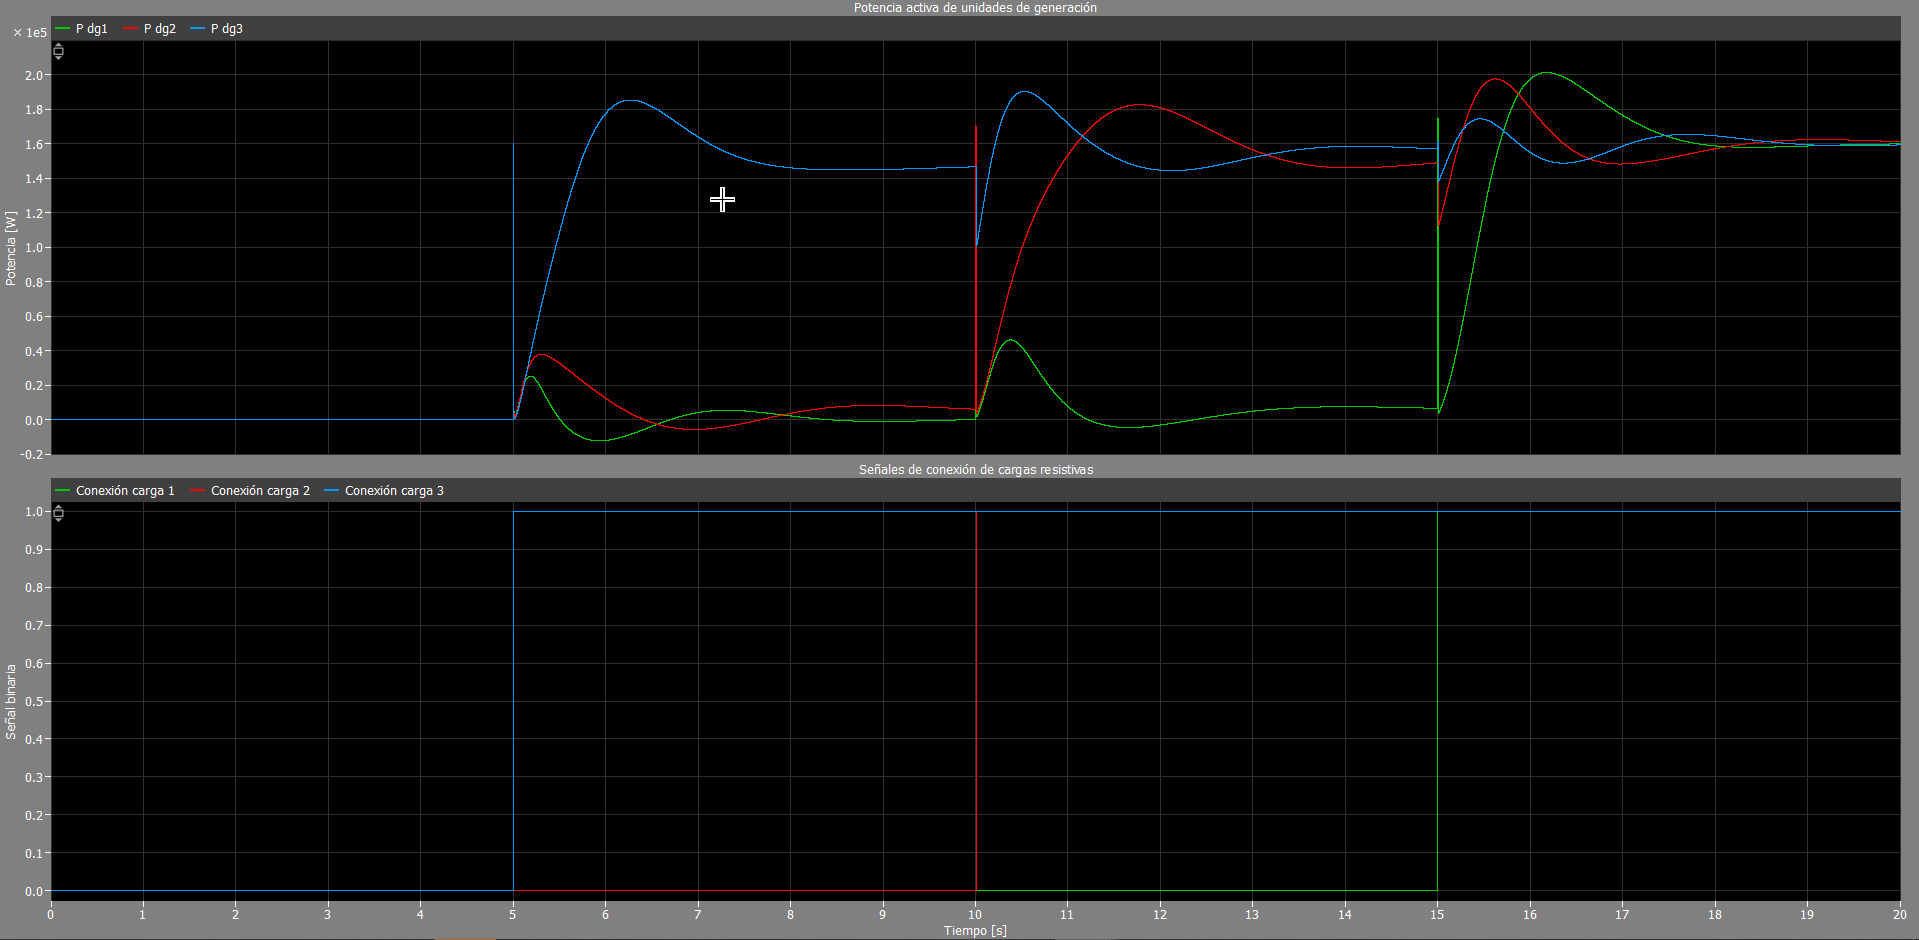 Potencia activa de unidades de generación
× 1e5
P dg1 P dg2 P dg3
2.0
1.8
1.6
1.4
1.2
1.0
0.8
0.6
0.4
0.2
0.0
-0.2
Potencia [W]
Señales de conexión de cargas resistivas
Conexión carga 1 Conexión carga 2 Conexión carga 3
1.0
0.9
0.8
0.7
0.6
0.5
0.4
0.3
0.2
0.1
0.0
Señal binaria
0 1 2 3 4 5 6 7 8 9 10 11 12 13 14 15 16 17 18 19 20
Tiempo [s]